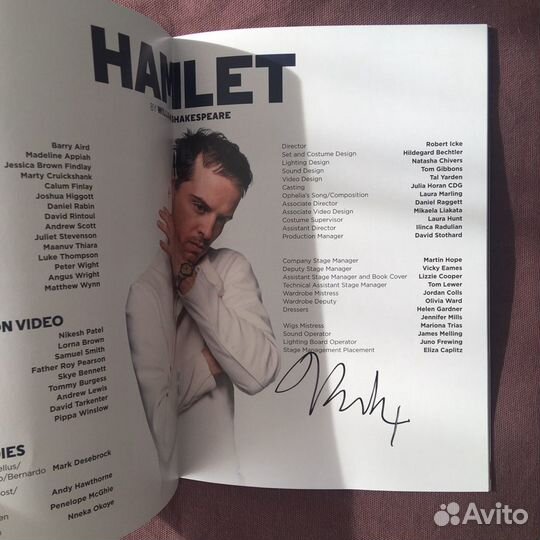 HAMLET
BY WILLIAM SHAKESPEARE
Barry Aird
Madeline Appiah
Jessica Brown Findlay
Marty Cruickshank
Calum Finlay
Joshua Higgott
Daniel Rabin
David Rintoul
Andrew Scott
Juliet Stevenson
Maanuv Thiara
Luke Thompson
Peter Wight
Angus Wright
Matthew Wynn
ON VIDEO
Nikesh Patel
Lorna Brown
Samuel Smith
Father Roy Pearson
Skye Bennett
Tommy Burgess
Andrew Lewis
David Tarkenter
Pippa Winslow
DIES
ellus/
o/Bernardo Mark Desebrock
ost/ Andy Hawthorne
Penelope McGhie
en Nneka Okoye
Director Robert Icke
Set and Costume Design Hildegard Bechtler
Lighting Design Natasha Chivers
Sound Design Tom Gibbons
Video Design Tal Yarden
Casting Julia Horan CDG
Ophelia's Song/Composition Laura Marling
Associate Director Daniel Raggett
Associate Video Design Mikaela Liakata
Costume Supervisor Laura Hunt
Assistant Director Ilinca Radulian
Production Manager David Stothard
Company Stage Manager Martin Hope
Deputy Stage Manager Vicky Eames
Assistant Stage Manager and Book Cover Lizzie Cooper
Technical Assistant Stage Manager Tom Lewer
Wardrobe Mistress Jordan Colls
Wardrobe Deputy Olivia Ward
Dressers Helen Gardner
Jennifer Mills
Wigs Mistress Mariona Trias
Sound Operator James Melling
Lighting Board Operator Juno Frewing
Stage Management Placement Eliza Caplitz
Avito